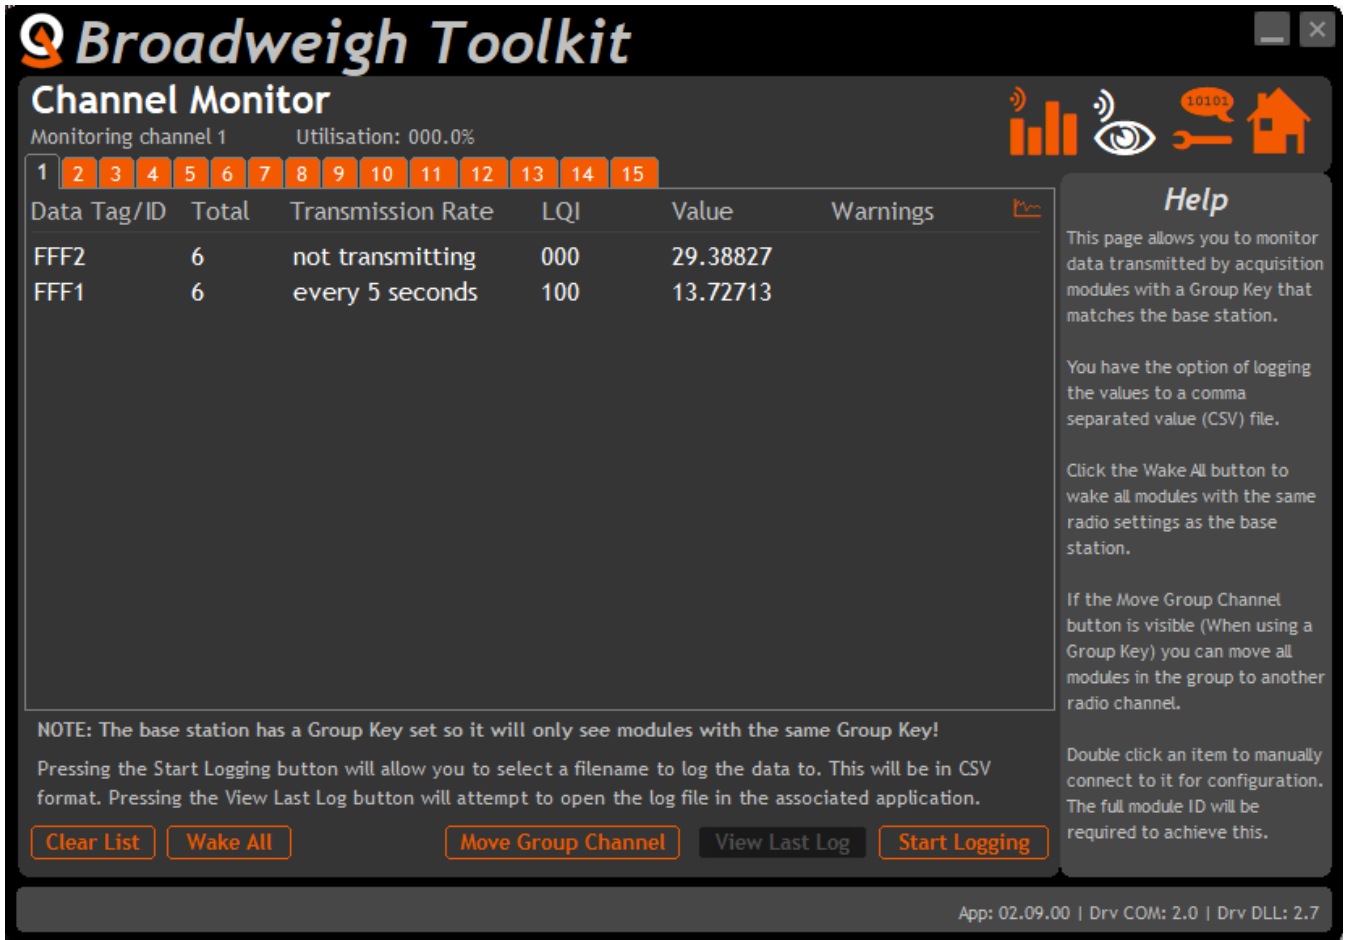 Broadweigh Toolkit
Channel Monitor
Monitoring channel 1 Utilisation: 000.0%
10101
1 2 3 4 5 6 7 8 9 10 11 12 13 14 15
Data Tag/ID Total Transmission Rate LQI Value Warnings
FFF2 6 not transmitting 000 29.38827
FFF1 6 every 5 seconds 100 13.72713
NOTE: The base station has a Group Key set so it will only see modules with the same Group Key!
Pressing the Start Logging button will allow you to select a filename to log the data to. This will be in CSV
format. Pressing the View Last Log button will attempt to open the log file in the associated application.
Clear List Wake All Move Group Channel View Last Log Start Logging
Help
This page allows you to monitor
data transmitted by acquisition
modules with a Group Key that
matches the base station.
You have the option of logging
the values to a comma
separated value (CSV) file.
Click the Wake All button to
wake all modules with the same
radio settings as the base
station.
If the Move Group Channel
button is visible (When using a
Group Key) you can move all
modules in the group to another
radio channel.
Double click an item to manually
connect to it for configuration.
The full module ID will be
required to achieve this.
App: 02.09.00 | Drv COM: 2.0 | Drv DLL: 2.7